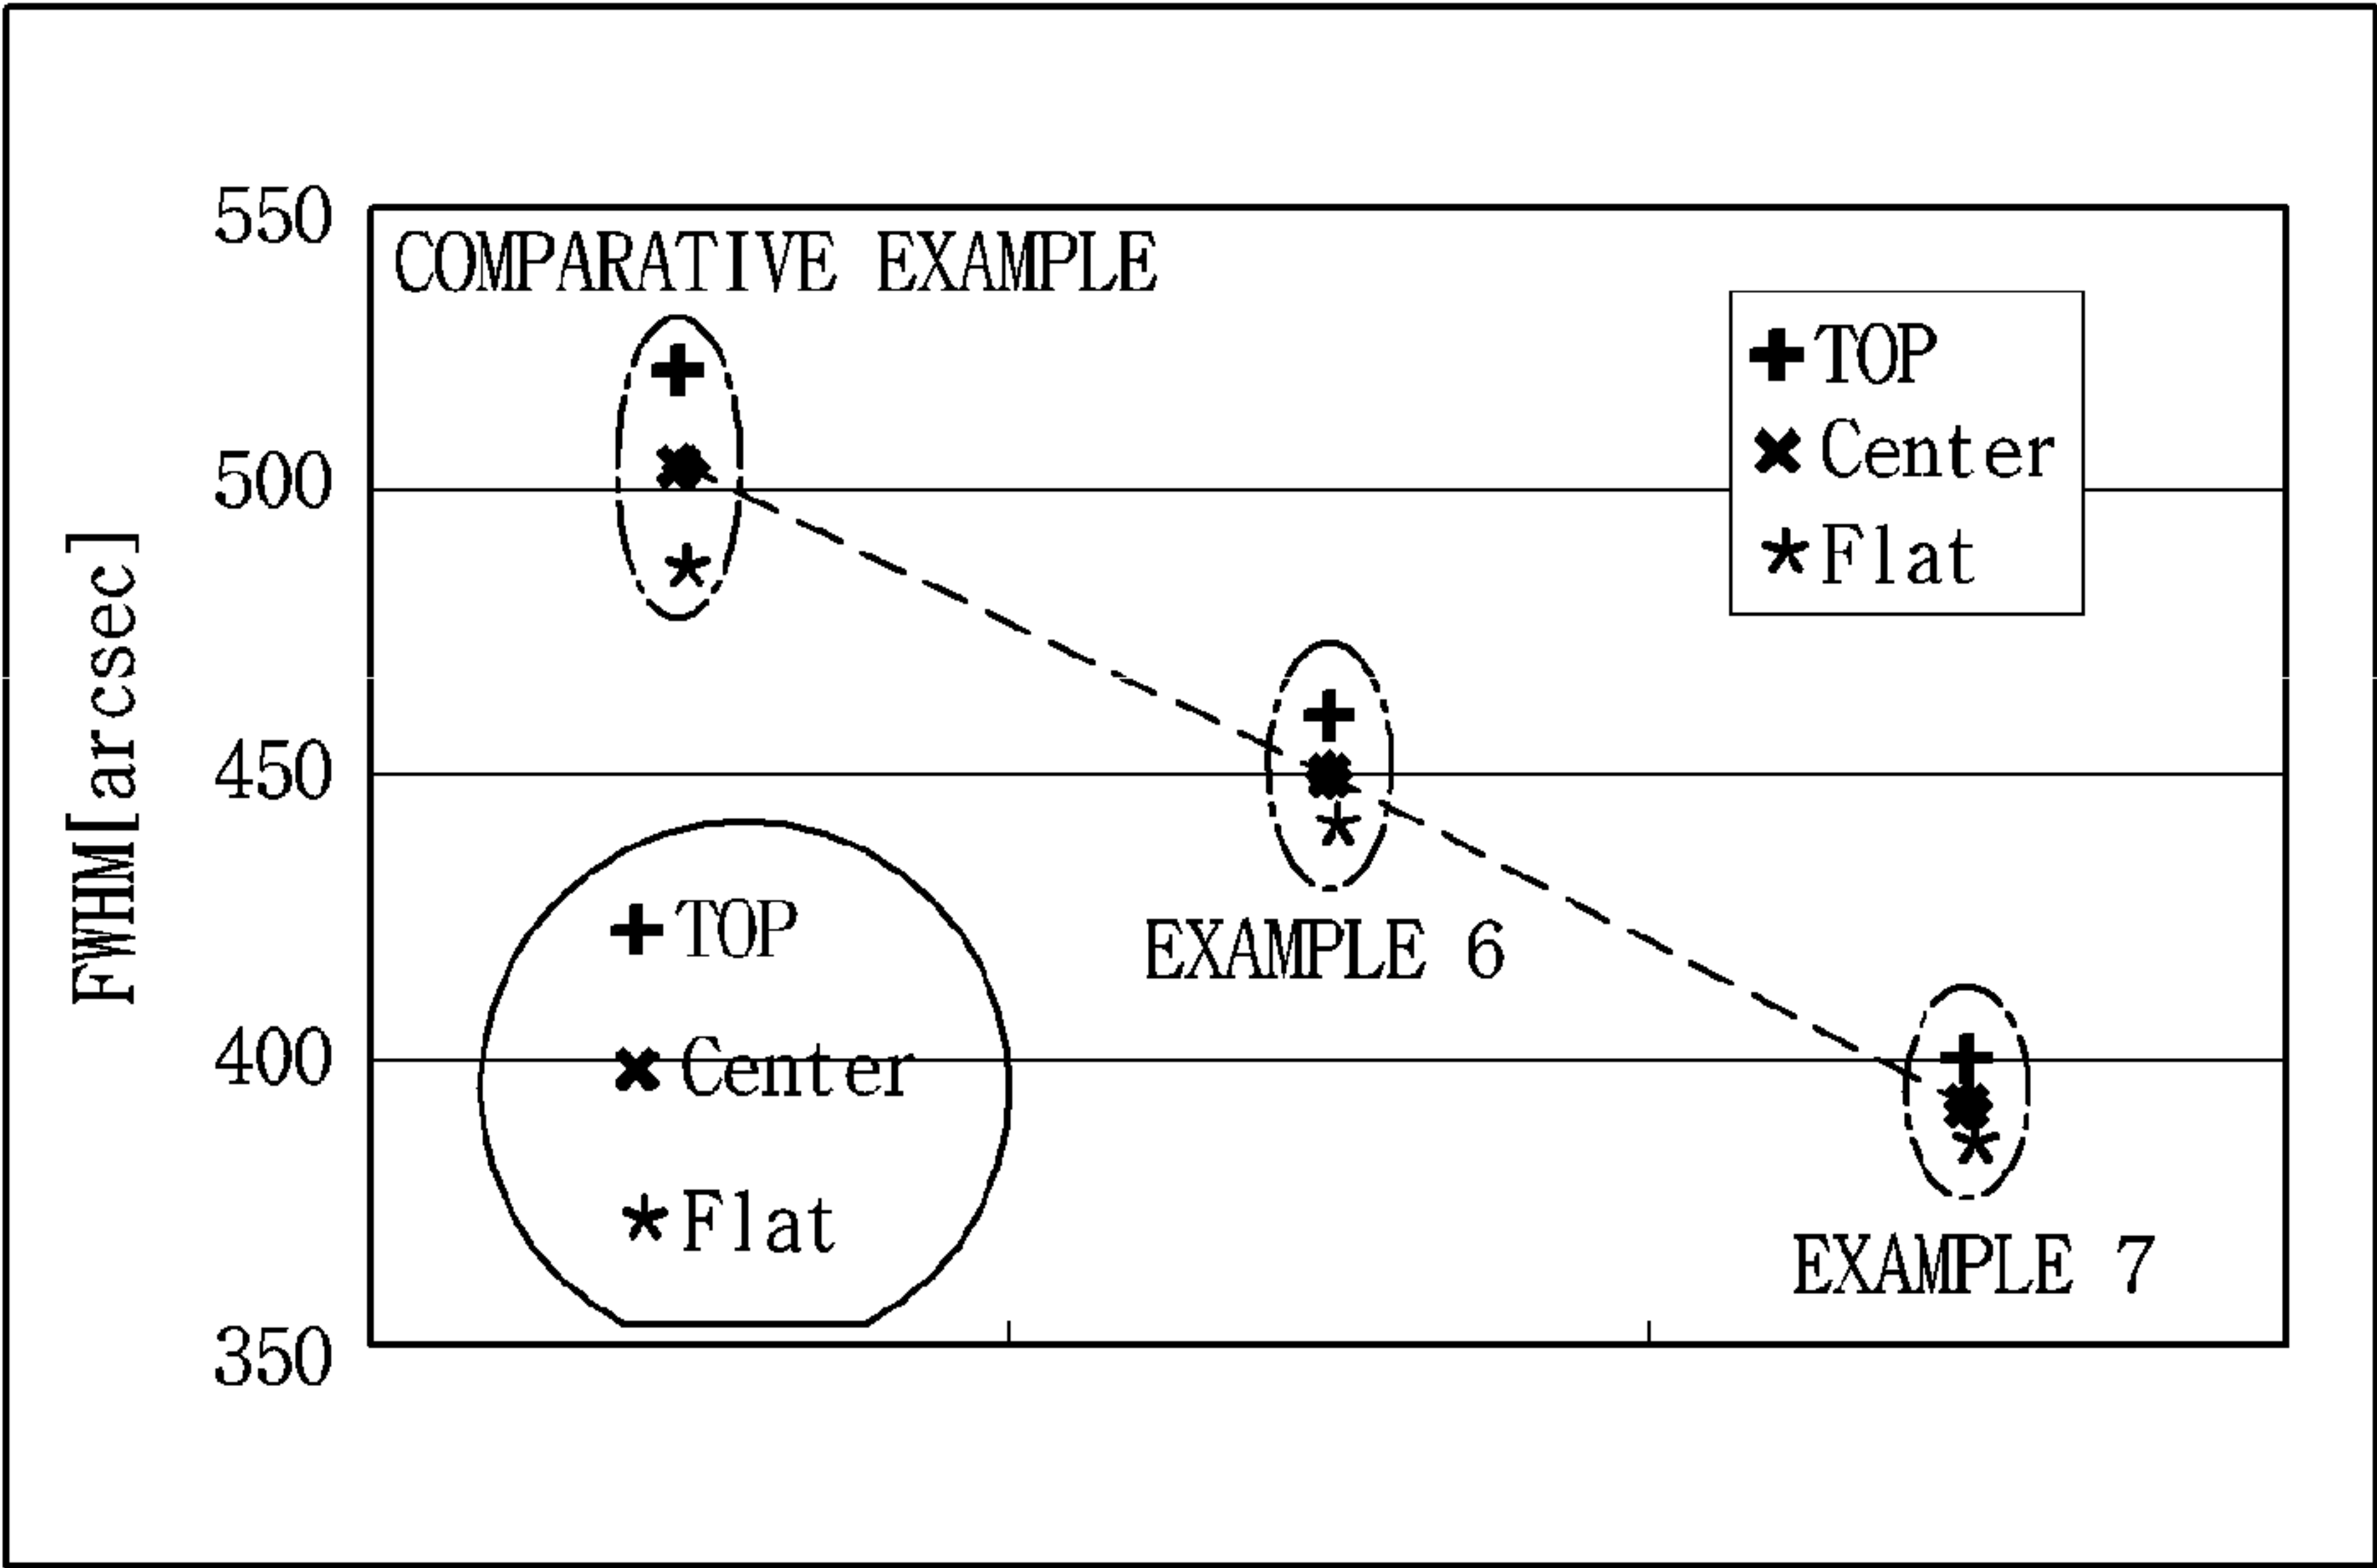 550
COMPARATIVE EXAMPLE
TOP
Center
Flat
500
FWHM[arcsec]
450
EXAMPLE 6
TOP
Center
Flat
400
EXAMPLE 7
350